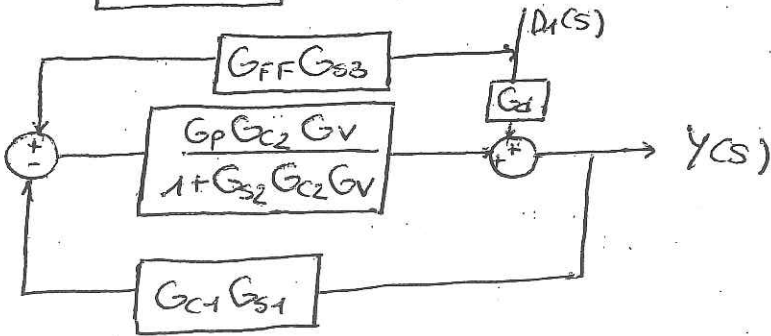 D1(S)
GFF GS3
Gd
+
-
GP GC2 GV
1+GS2 GC2 GV
+
+
Y(S)
GC1 GS1